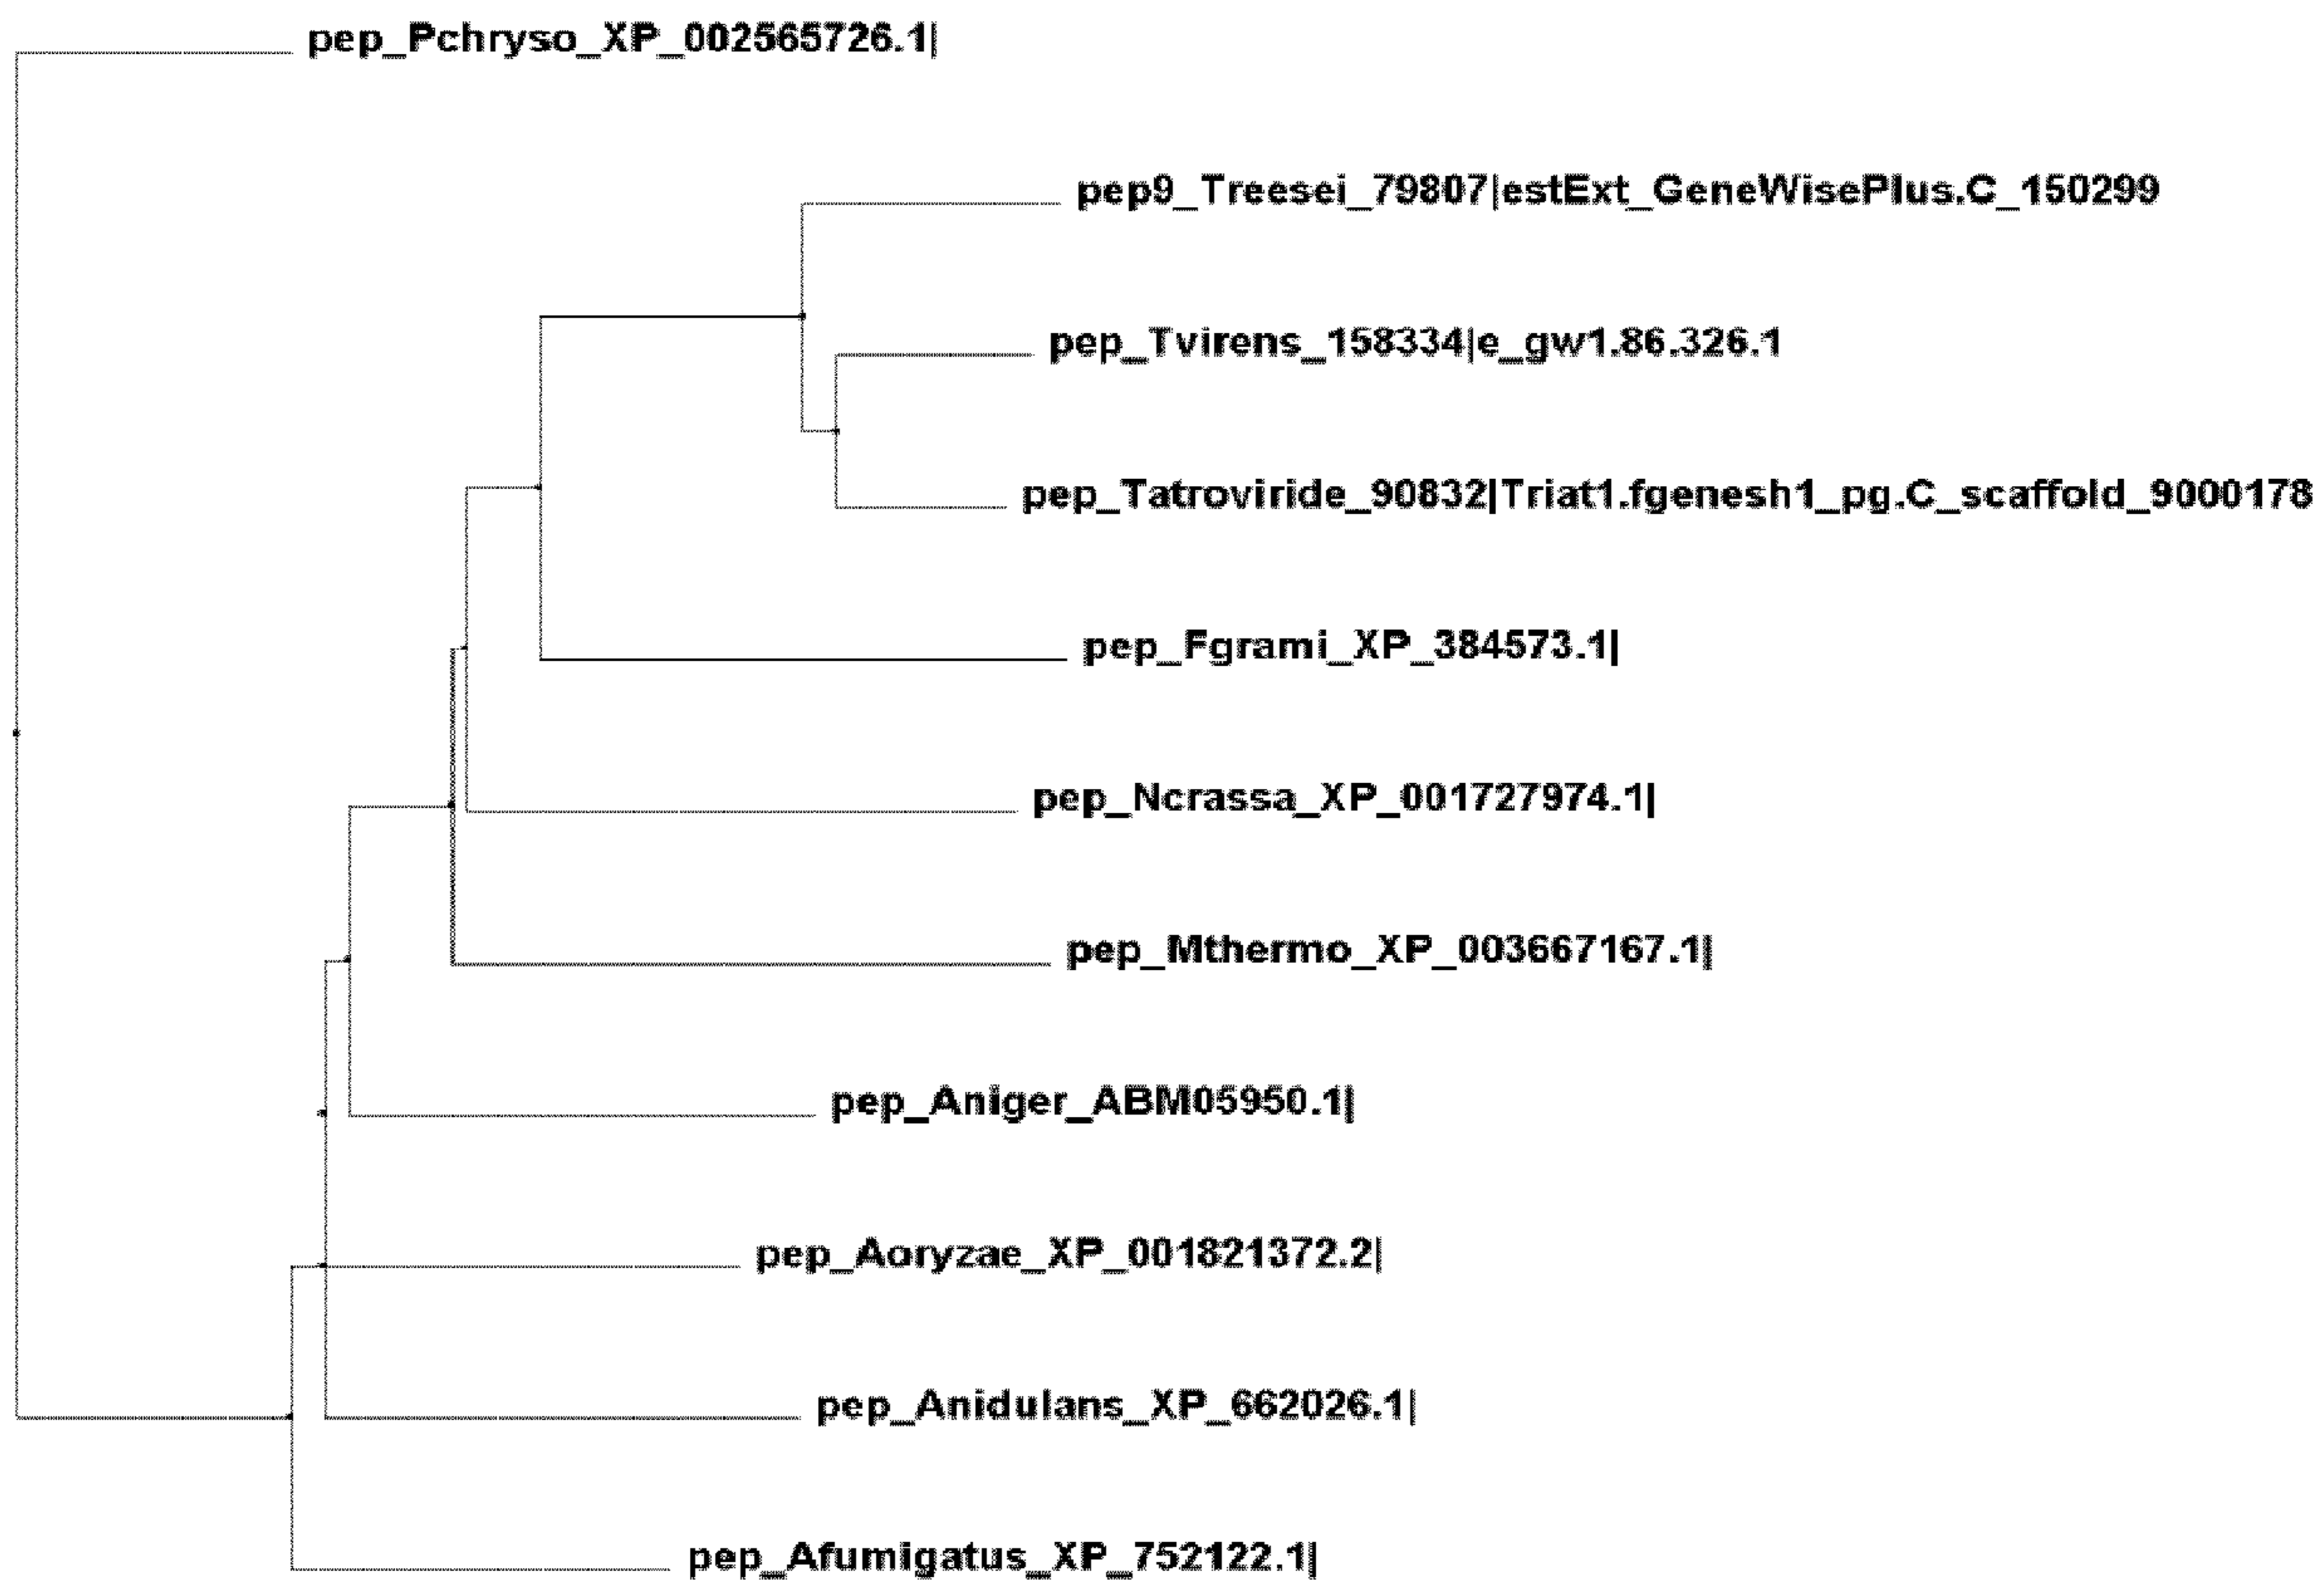 pep_Pchryso_XP_002565726.1|
pep9_Treesei_79807|estExt_GeneWisePlus.C_150299
pep_Tvirens_158334|e_gw1.86.326.1
pep_Tatroviride_90832|Triat1.fgenesh1_pg.C_scaffold_9000178
pep_Fgrami_XP_384573.1|
pep_Ncrassa_XP_001727974.1|
pep_Mthermo_XP_003667167.1|
pep_Aniger_ABM05950.1|
pep_Aoryzae_XP_001821372.2|
pep_Anidulans_XP_662026.1|
pep_Afumigatus_XP_752122.1|